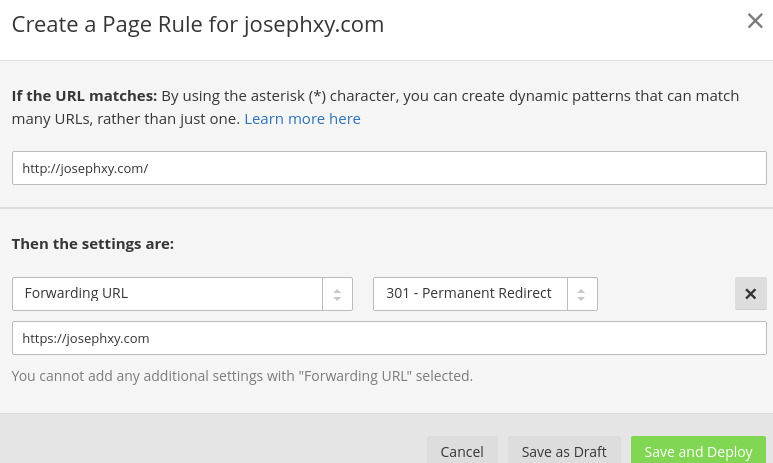 Create a Page Rule for josephxy.com
If the URL matches: By using the asterisk (*) character, you can create dynamic patterns that can match
many URLs, rather than just one. Learn more here
http://josephxy.com/
Then the settings are:
Forwarding URL
301 - Permanent Redirect
https://josephxy.com
You cannot add any additional settings with "Forwarding URL" selected.
Cancel
Save as Draft
Save and Deploy